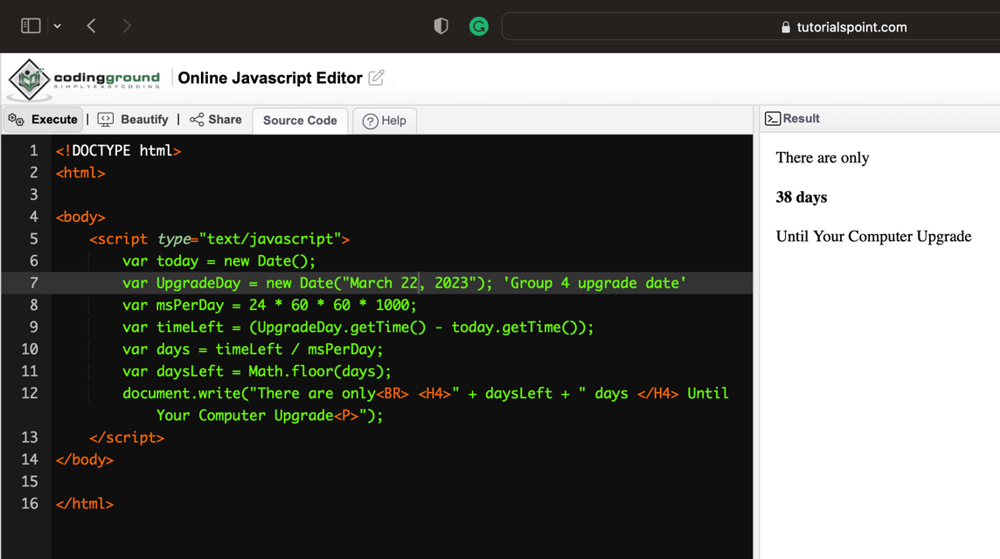 tutorialspoint.com
codingground
SIMPLYEASYCODING
Online Javascript Editor
Execute | Beautify | Share Source Code Help
Result
1 <!DOCTYPE html>
2 <html>
3
4 <body>
5 <script type="text/javascript">
6 var today = new Date();
7 var UpgradeDay = new Date("March 22, 2023"); 'Group 4 upgrade date'
8 var msPerDay = 24 * 60 * 60 * 1000;
9 var timeLeft = (UpgradeDay.getTime() - today.getTime());
10 var days = timeLeft / msPerDay;
11 var daysLeft = Math.floor(days);
12 document.write("There are only<BR> <H4>" + daysLeft + " days </H4> Until
Your Computer Upgrade<P>");
13 </script>
14 </body>
15
16 </html>
There are only
38 days
Until Your Computer Upgrade